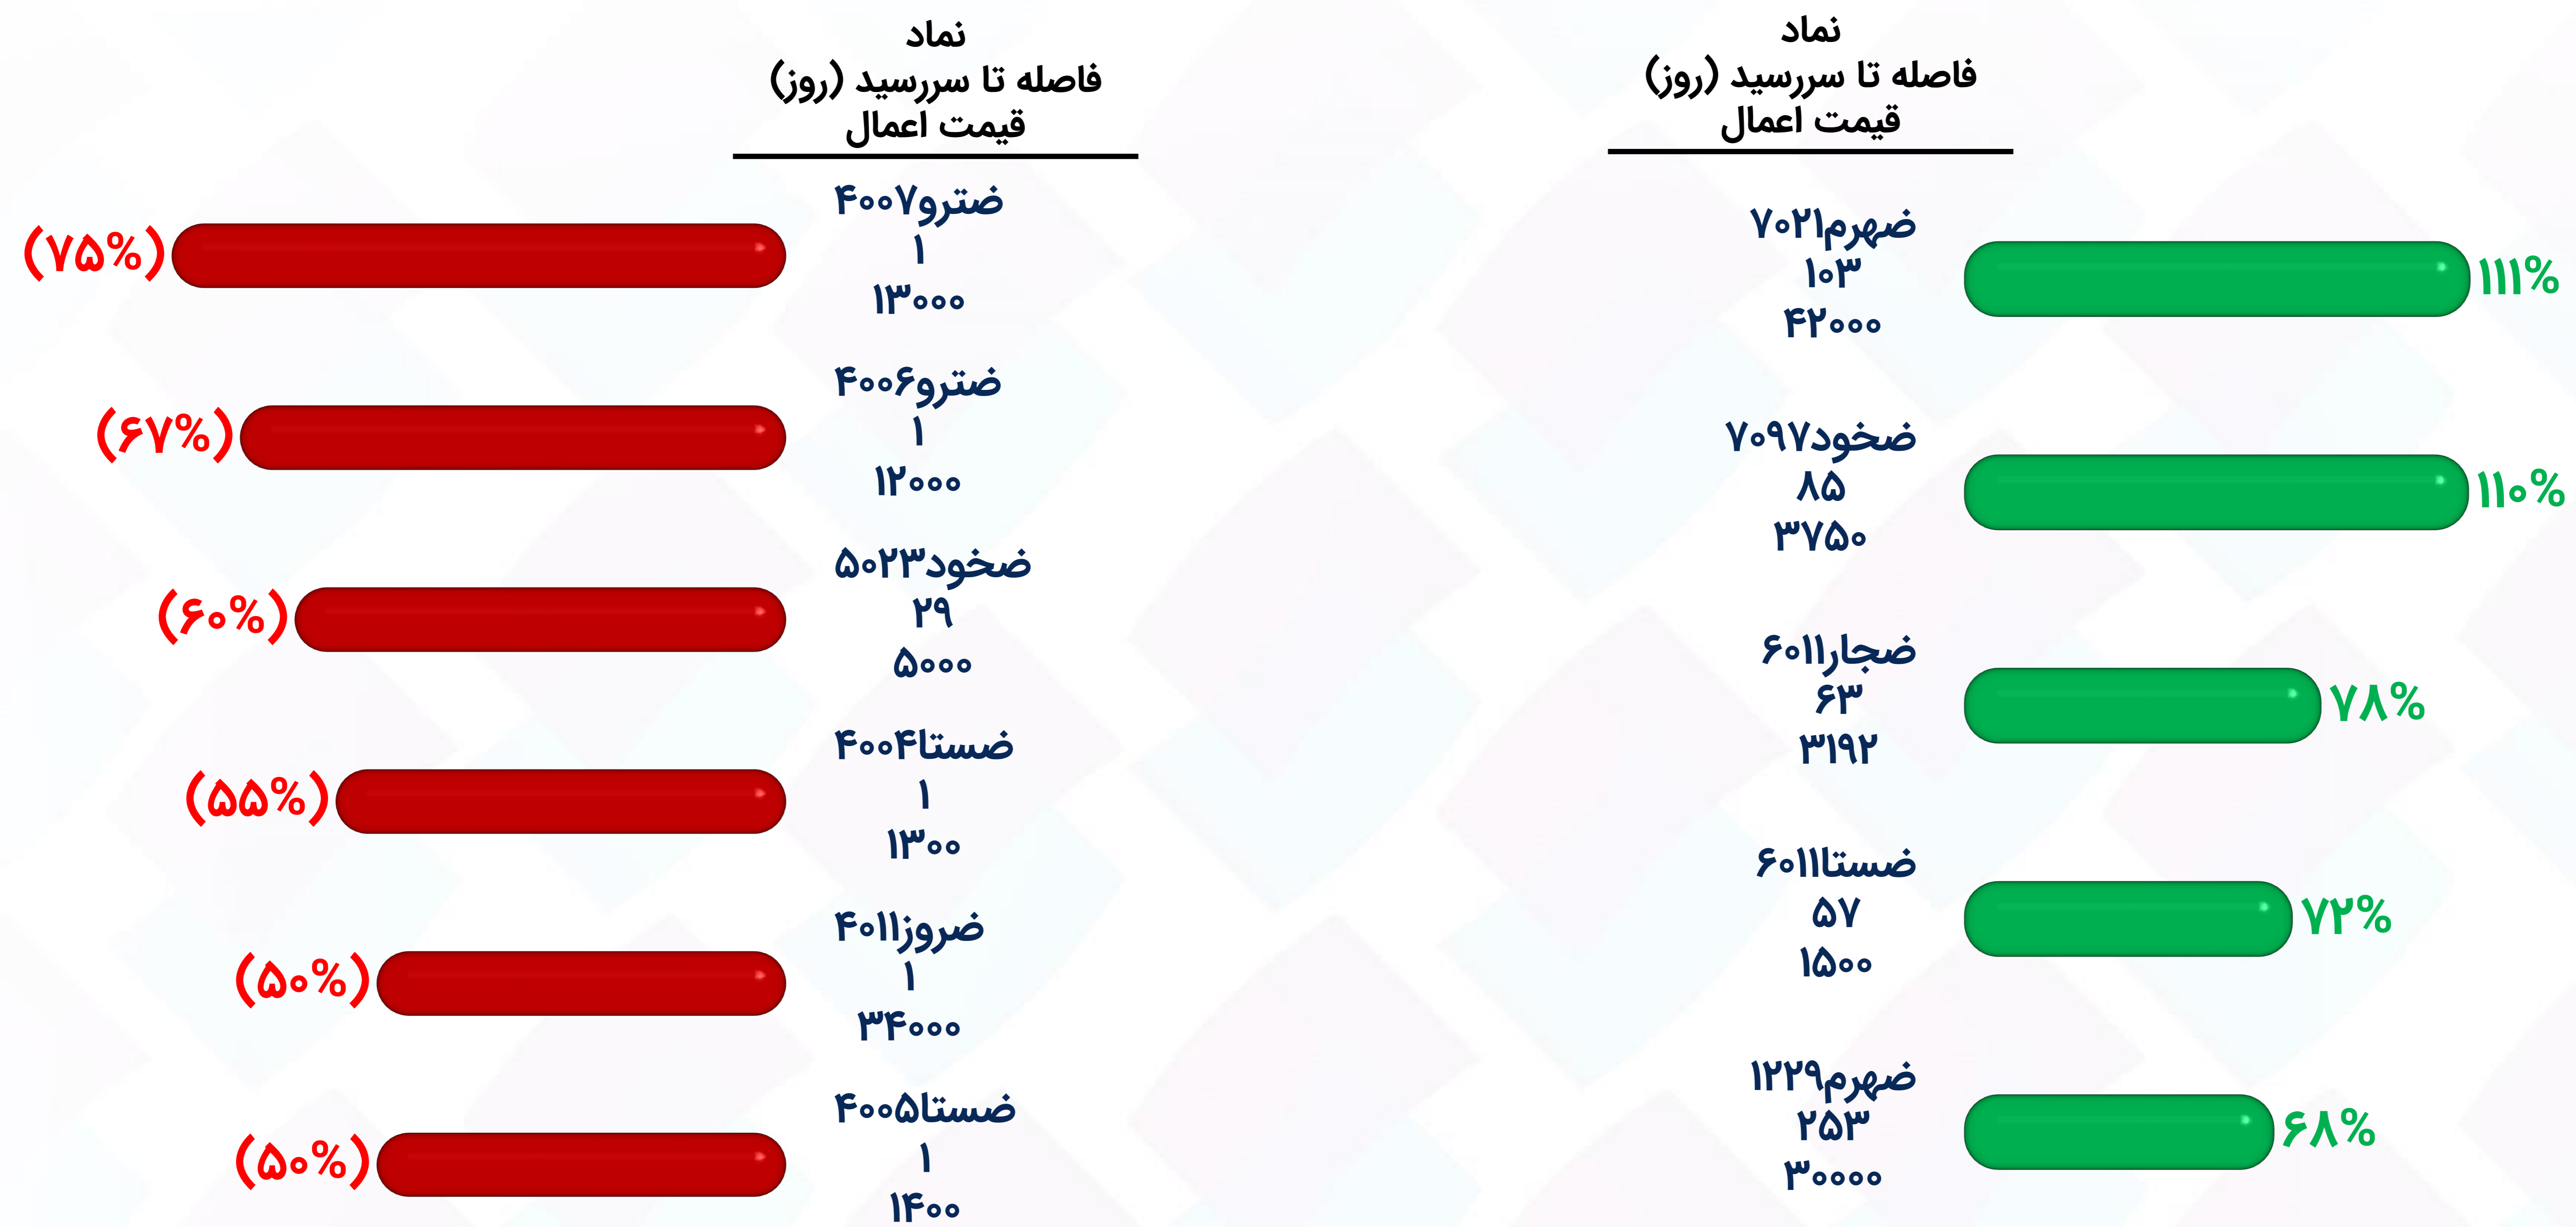 نماد
فاصله تا سررسید (روز)
قیمت اعمال
ضهرم۷۰۲۱
۱۰۳
۴۲۰۰۰
۱۱۱%
ضخود۷۰۹۷
۸۵
۳۷۵۰
۱۱۰%
ضجار۶۰۱۱
۶۳
۳۱۹۲
۷۸%
ضستا۶۰۱۱
۵۷
۱۵۰۰
۷۲%
ضهرم۱۲۲۹
۲۵۳
۳۰۰۰۰
۶۸%
نماد
فاصله تا سررسید (روز)
قیمت اعمال
ضترو۴۰۰۷
۱
۱۳۰۰۰
(۷۵%)
ضترو۴۰۰۶
۱
۱۲۰۰۰
(۶۷%)
ضخود۵۰۲۳
۲۹
۵۰۰۰
(۶۰%)
ضستا۴۰۰۴
۱
۱۳۰۰
(۵۵%)
ضروز۴۰۱۱
۱
۳۴۰۰۰
(۵۰%)
ضستا۴۰۰۵
۱
۱۴۰۰
(۵۰%)